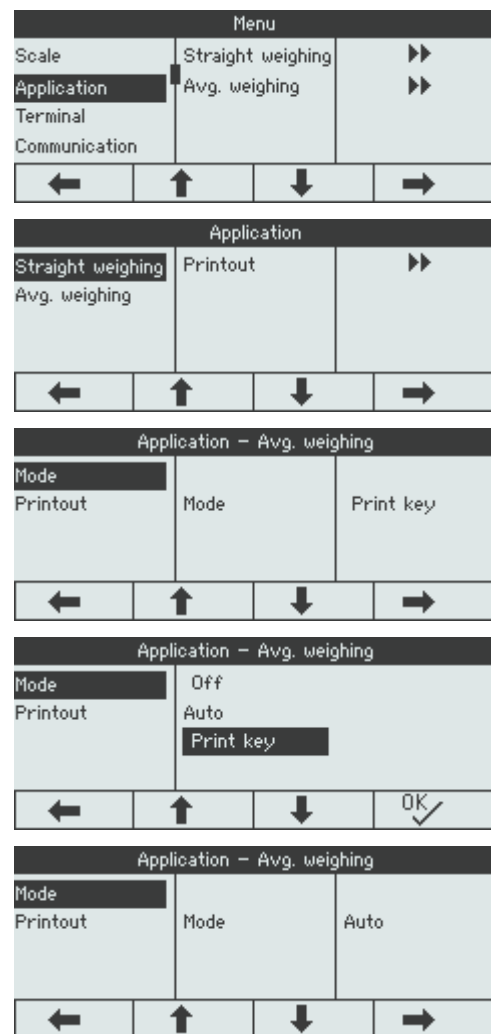 Menu
Scale Straight weighing
Application Avg. weighing
Terminal
Communication
Application
Straight weighing Printout
Avg. weighing
Application - Avg. weighing
Mode
Printout Mode Print key
Application - Avg. weighing
Mode Off
Printout Auto
Print key
OK
Application - Avg. weighing
Mode
Printout Mode Auto